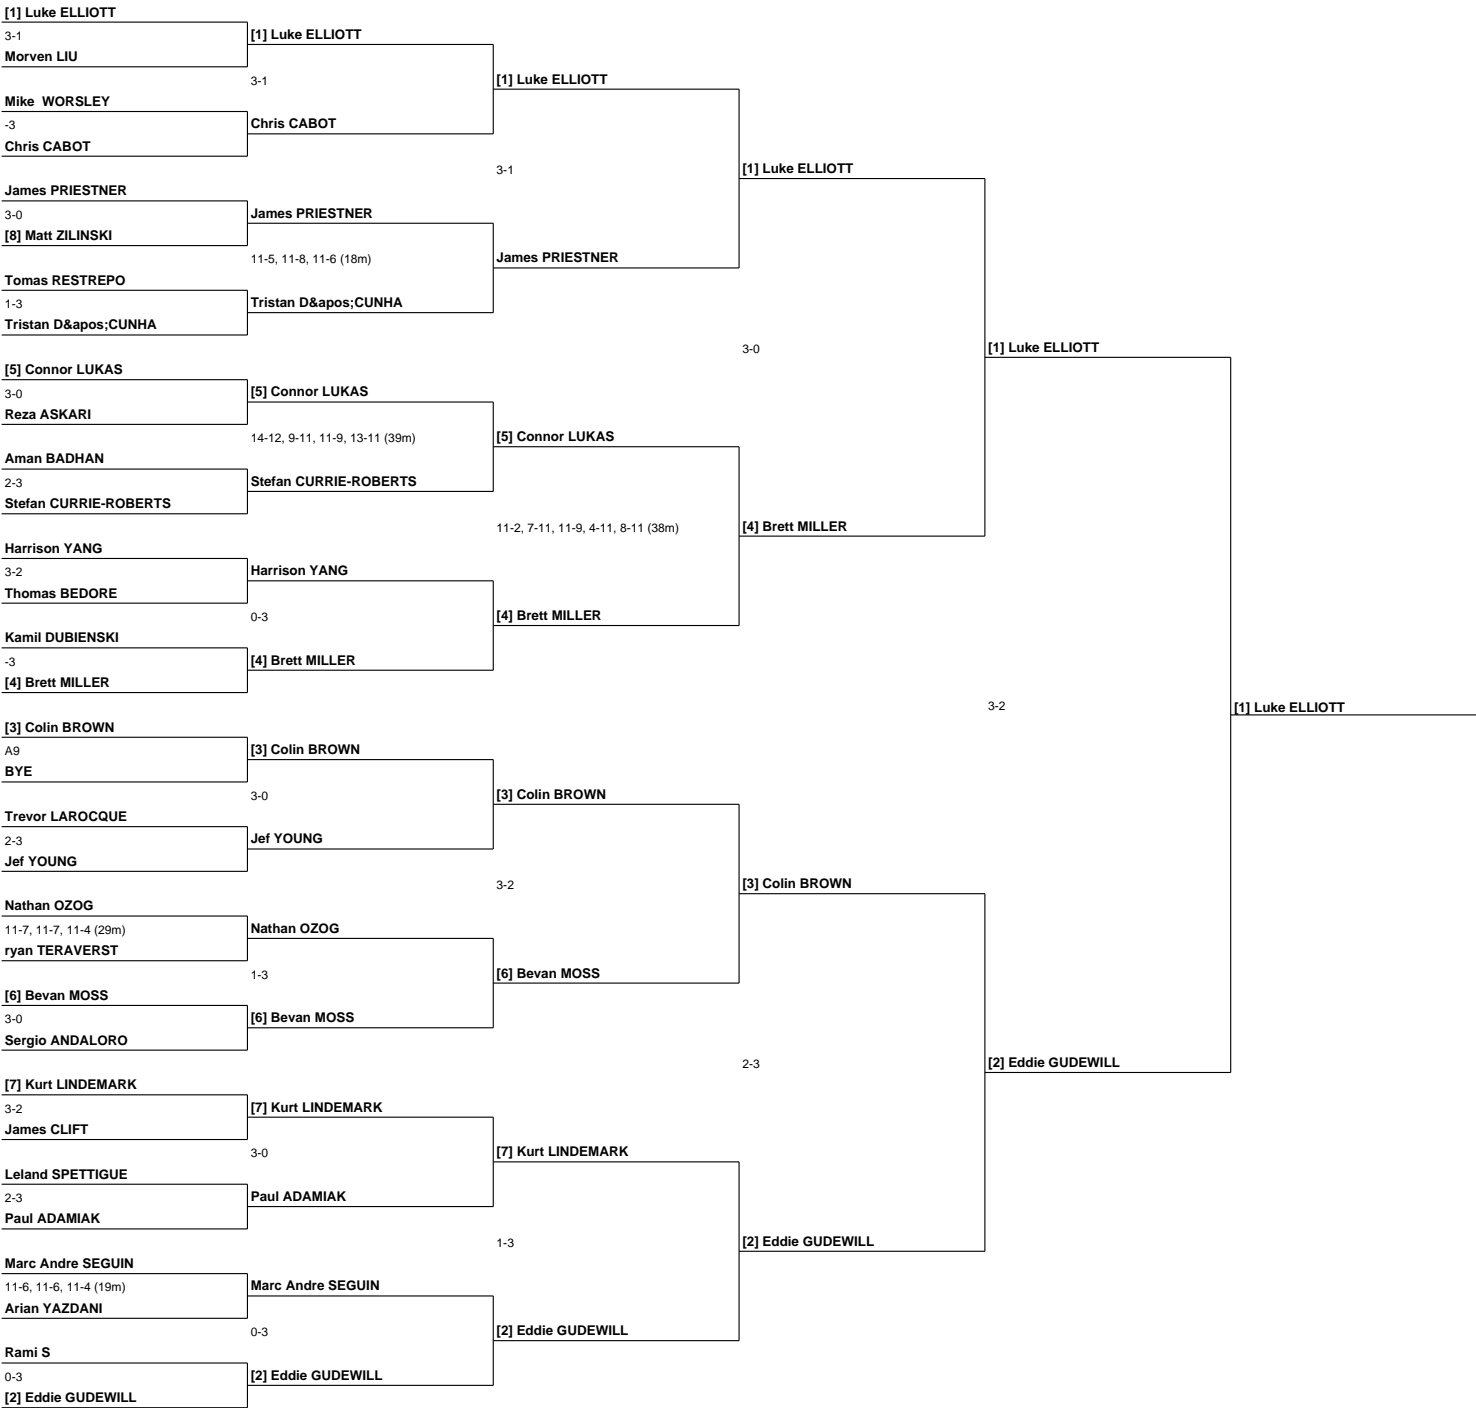 [1] Luke ELLIOTT
3-1
Morven LIU
Mike  WORSLEY
-3
Chris CABOT
James PRIESTNER
3-0
[8] Matt ZILINSKI
Tomas RESTREPO
1-3
Tristan D&apos;CUNHA
[5] Connor LUKAS
3-0
Reza ASKARI
Aman BADHAN
2-3
Stefan CURRIE-ROBERTS
Harrison YANG
3-2
Thomas BEDORE
Kamil DUBIENSKI
-3
[4] Brett MILLER
[3] Colin BROWN
A9
BYE
Trevor LAROCQUE
2-3
Jef YOUNG
Nathan OZOG
11-7, 11-7, 11-4 (29m)
ryan TERAVERST
[6] Bevan MOSS
3-0
Sergio ANDALORO
[7] Kurt LINDEMARK
3-2
James CLIFT
Leland SPETTIGUE
2-3
Paul ADAMIAK
Marc Andre SEGUIN
11-6, 11-6, 11-4 (19m)
Arian YAZDANI
Rami S
0-3
[2] Eddie GUDEWILL
[1] Luke ELLIOTT
3-1
Chris CABOT
James PRIESTNER
11-5, 11-8, 11-6 (18m)
Tristan D&apos;CUNHA
[5] Connor LUKAS
14-12, 9-11, 11-9, 13-11 (39m)
Stefan CURRIE-ROBERTS
Harrison YANG
0-3
[4] Brett MILLER
[3] Colin BROWN
3-0
Jef YOUNG
Nathan OZOG
1-3
[6] Bevan MOSS
[7] Kurt LINDEMARK
3-0
Paul ADAMIAK
Marc Andre SEGUIN
0-3
[2] Eddie GUDEWILL
[1] Luke ELLIOTT
3-1
James PRIESTNER
[5] Connor LUKAS
11-2, 7-11, 11-9, 4-11, 8-11 (38m)
[4] Brett MILLER
[3] Colin BROWN
3-2
[6] Bevan MOSS
[7] Kurt LINDEMARK
1-3
[2] Eddie GUDEWILL
[1] Luke ELLIOTT
3-0
[4] Brett MILLER
[3] Colin BROWN
2-3
[2] Eddie GUDEWILL
[1] Luke ELLIOTT
3-2
[2] Eddie GUDEWILL
[1] Luke ELLIOTT